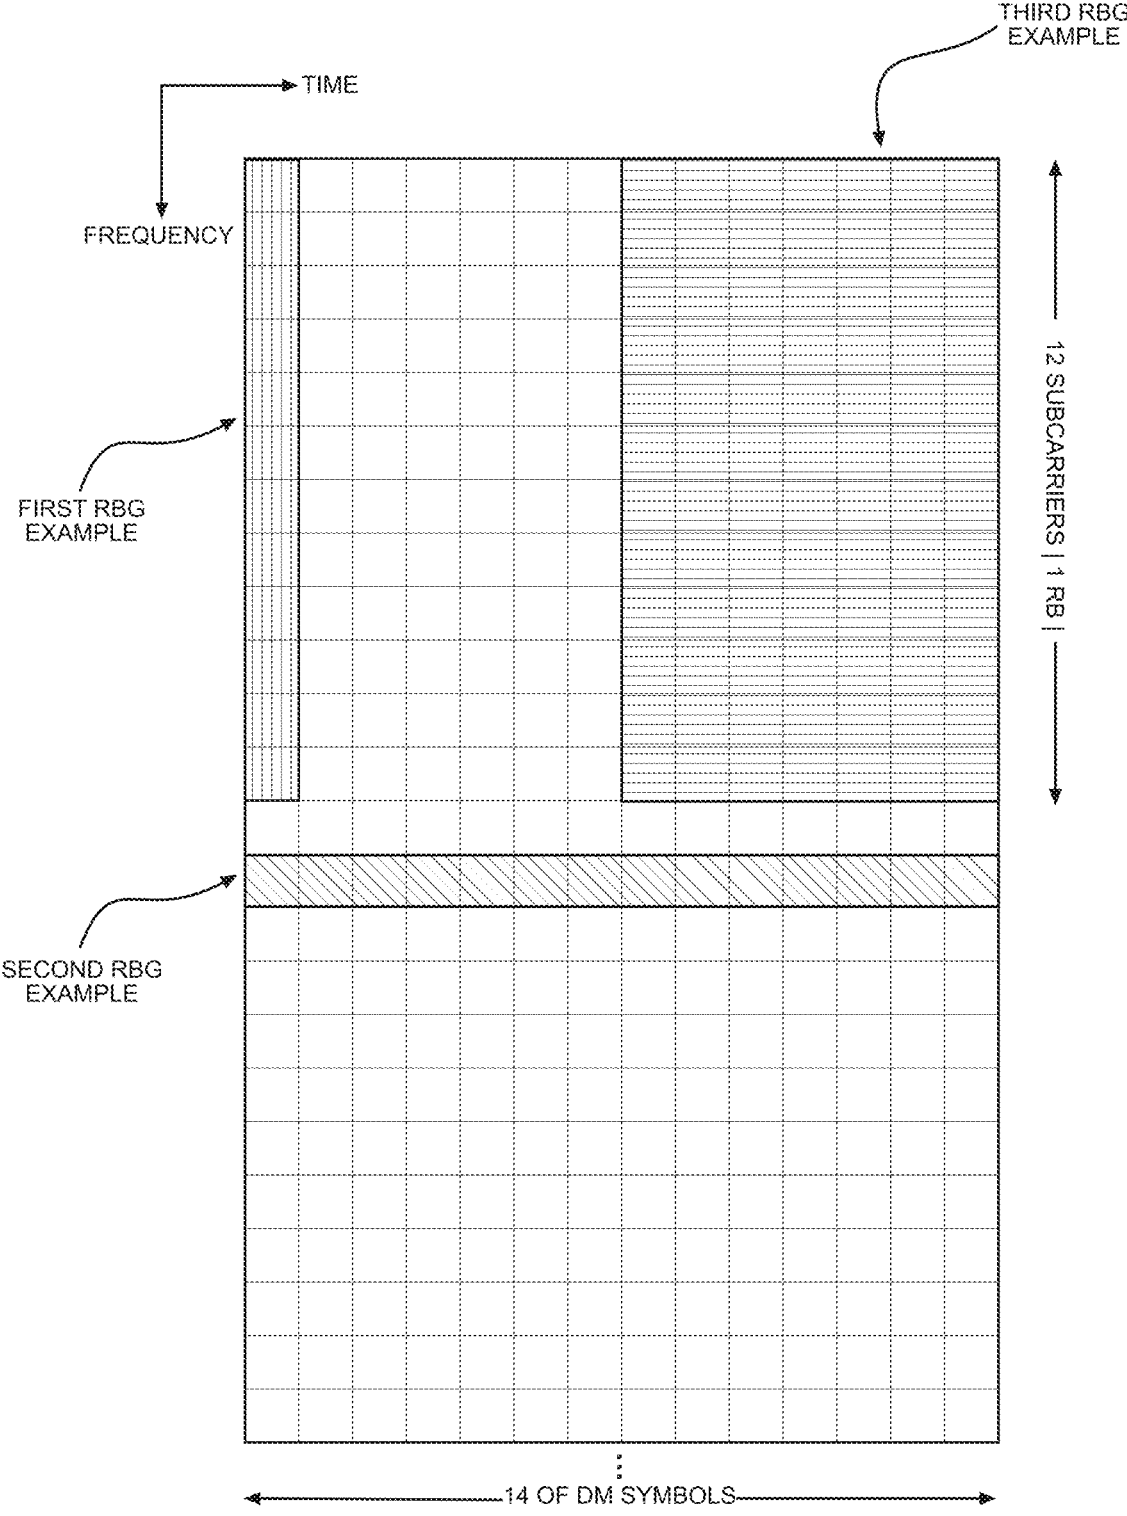 THIRD RBG
EXAMPLE
TIME
FREQUENCY
12 SUBCARRIERS | 1 RB |
FIRST RBG
EXAMPLE
SECOND RBG
EXAMPLE
14 OF DM SYMBOLS